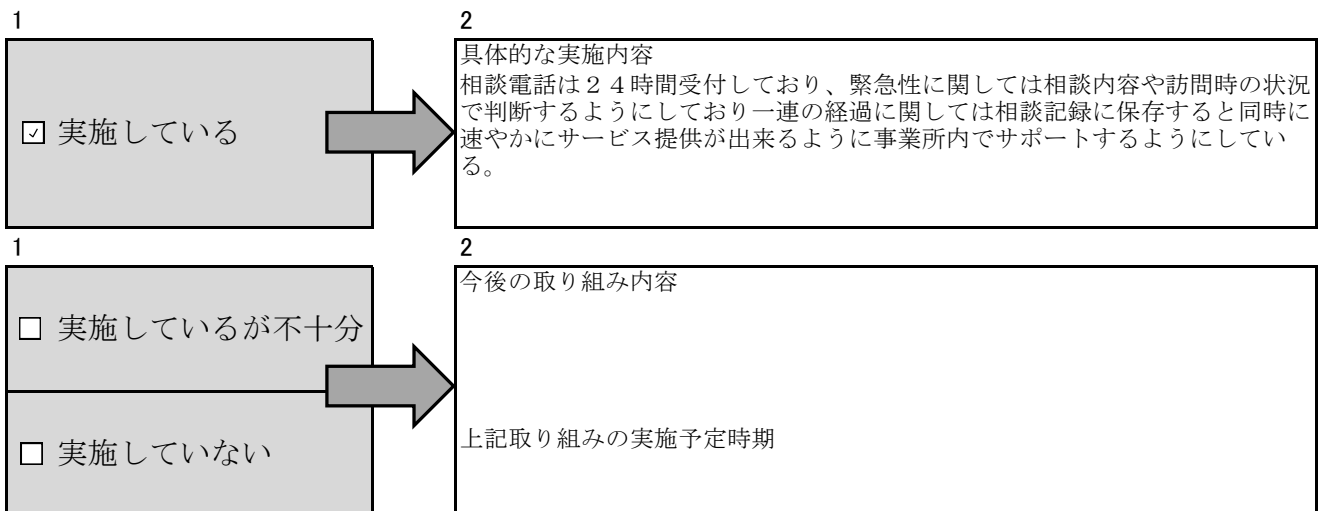 1
2
☑ 実施している
具体的な実施内容
相談電話は２４時間受付しており、緊急性に関しては相談内容や訪問時の状況
で判断するようにしており一連の経過に関しては相談記録に保存すると同時に
速やかにサービス提供が出来るように事業所内でサポートするようにしてい
る。
1
2
☐ 実施しているが不十分
☐ 実施していない
今後の取り組み内容
上記取り組みの実施予定時期